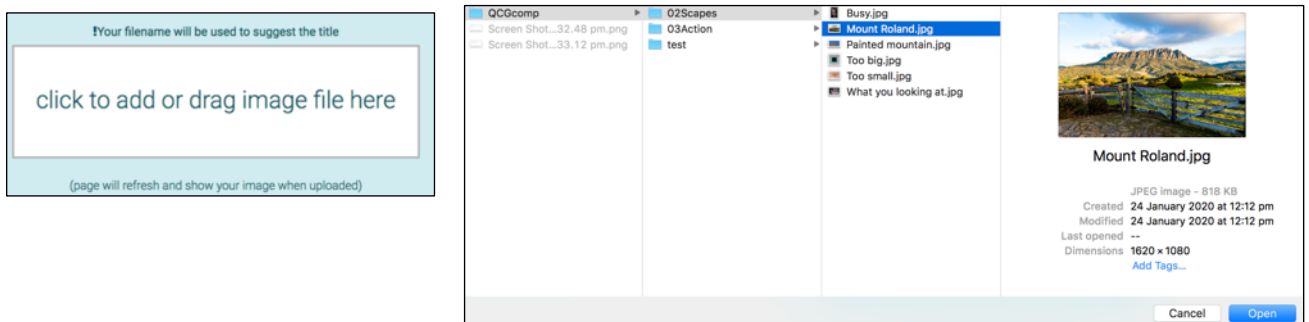 !Your filename will be used to suggest the title
click to add or drag image file here
(page will refresh and show your image when uploaded)
QCGcomp
Screen Shot...32.48 pm.png
Screen Shot...33.12 pm.png
02Scapes
03Action
test
Busy.jpg
Mount Roland.jpg
Painted mountain.jpg
Too big.jpg
Too small.jpg
What you looking at.jpg
Mount Roland.jpg
JPEG image - 818 KB
Created 24 January 2020 at 12:12 pm
Modified 24 January 2020 at 12:12 pm
Last opened --
Dimensions 1620 × 1080
Add Tags...
Cancel Open